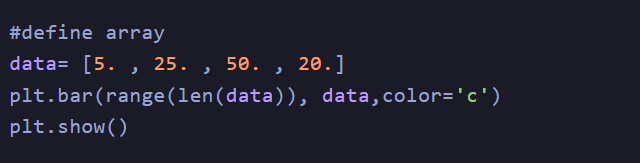 #define array
data= [5. , 25. , 50. , 20.]
plt.bar(range(len(data)), data,color='c')
plt.show()